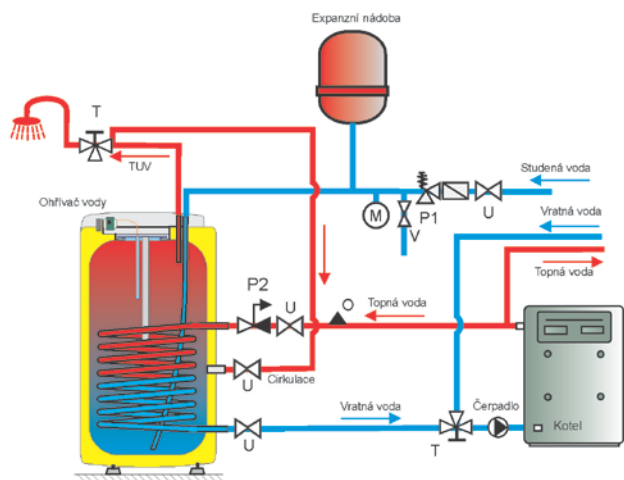 Expanzní nádoba
T
TUV
Studená voda
Ohřívač vody
M
P1
U
Vratná voda
V
Topná voda
P2
U
O
Topná voda
U
Cirkulace
Vratná voda
Čerpadlo
U
T
Kotel